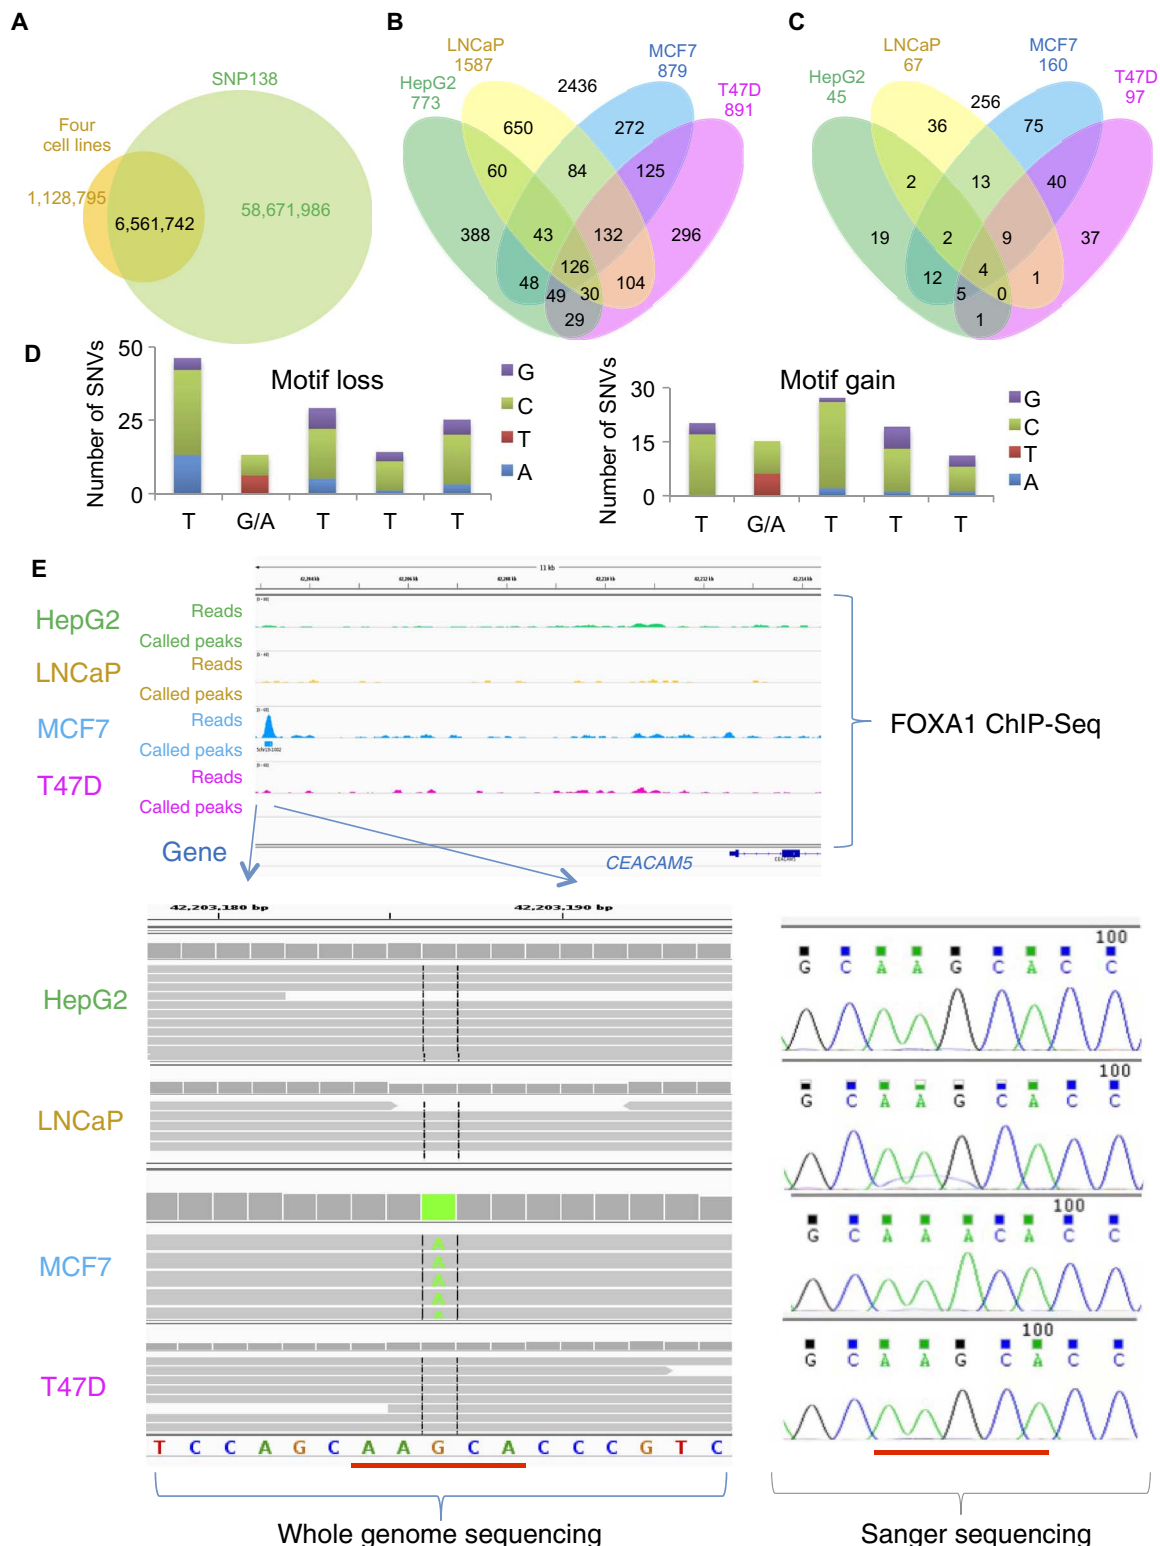 A
SNP138
Four
cell lines
1,128,795
6,561,742
58,671,986
B
LNCaP
1587
HepG2
773
2436
MCF7
879
T47D
891
650
272
60
84
125
388
43
132
296
126
48
49
30
104
29
C
LNCaP
67
HepG2
45
256
MCF7
160
T47D
97
36
75
2
13
40
19
2
9
37
4
12
5
0
1
1
D
Number of SNVs
50
25
0
Motif loss
T G/A T T T
G
C
T
A
Number of SNVs
30
15
0
Motif gain
T G/A T T T
G
C
T
A
E
11 kb
HepG2
Reads
Called peaks
LNCaP
Reads
Called peaks
MCF7
Reads
Called peaks
T47D
Reads
Called peaks
FOXA1 ChIP-Seq
Gene
CEACAM5
CEACAM5
42,203,180 bp 42,203,190 bp
HepG2
LNCaP
MCF7
A
A
A
A
A
T47D
T C C A G C A A G C A C C C G T C
Whole genome sequencing
100
G C A A G C A C C
100
G C A A G C A C C
100
G C A A A C A C C
100
G C A A G C A C C
Sanger sequencing